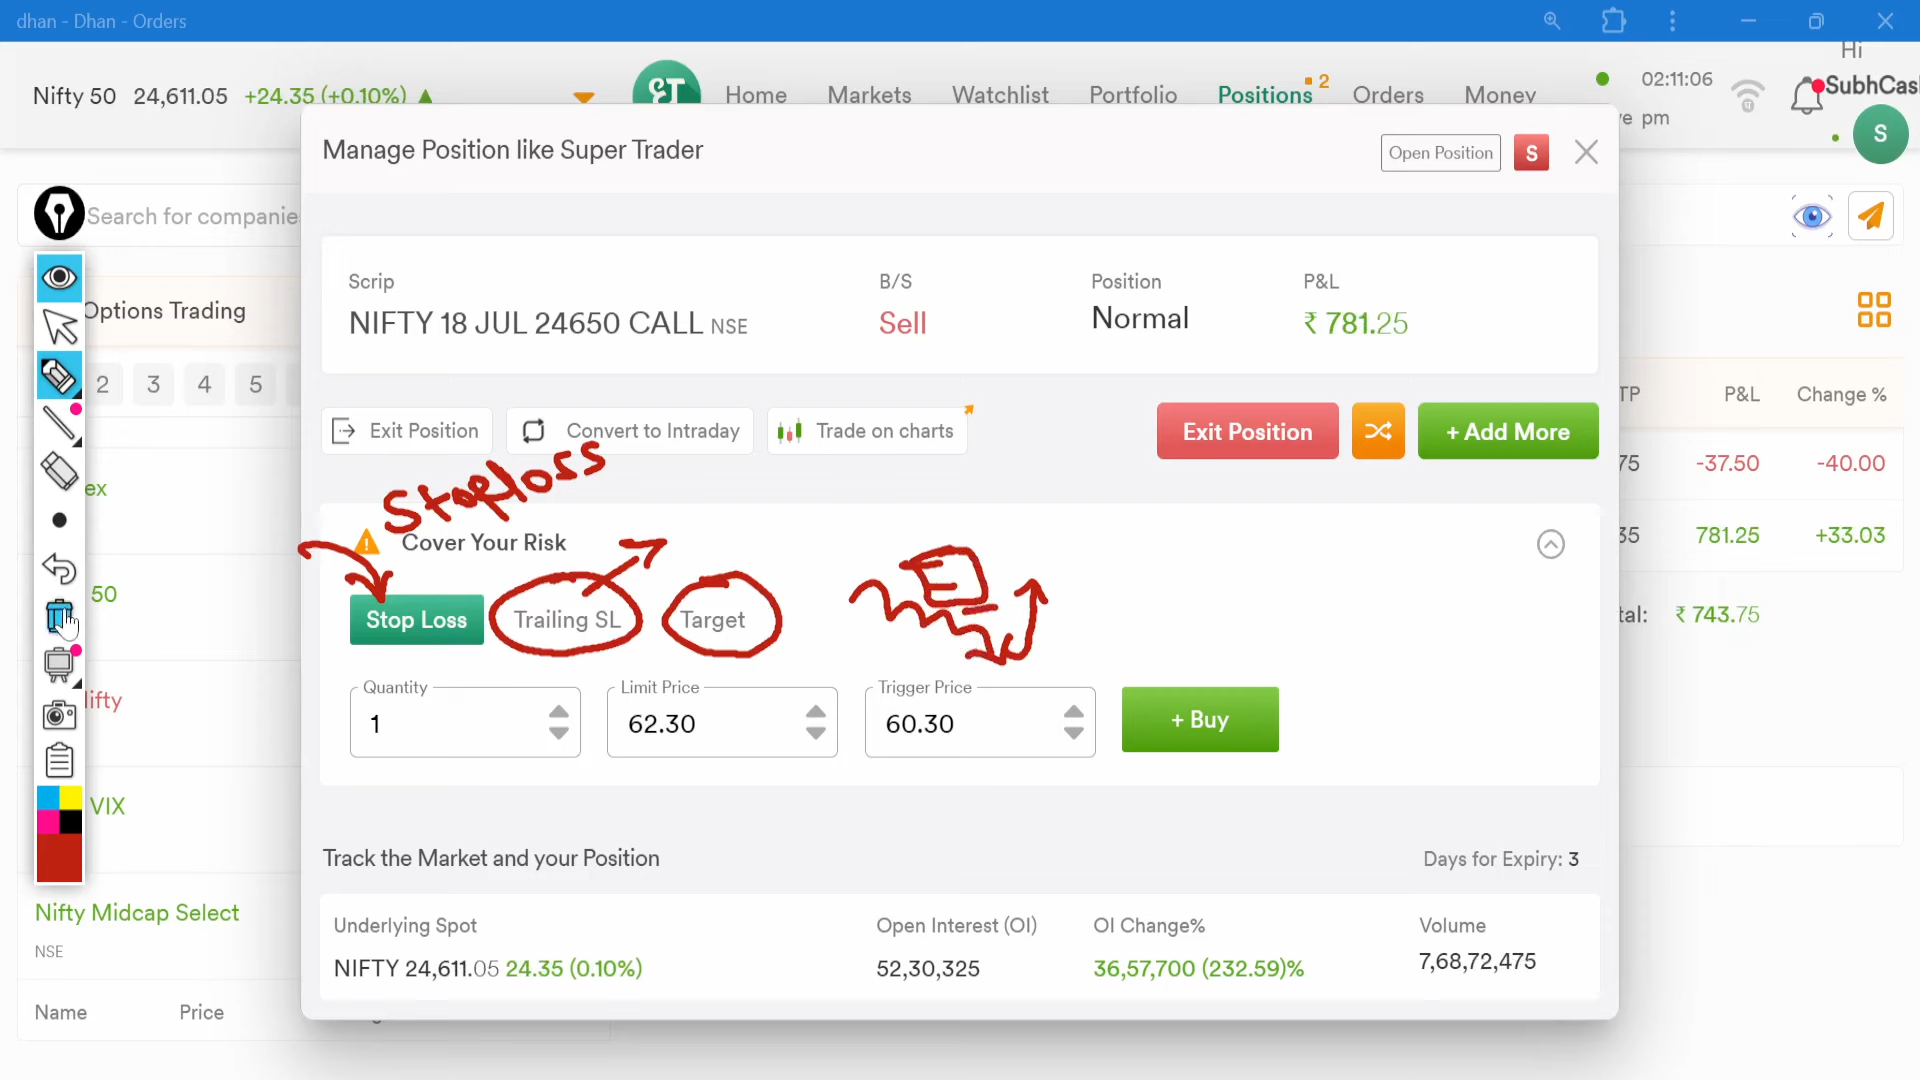 dhan - Dhan - Orders
Hi
Nifty 50 24,611.05 +24.35 (+0.10%)
Home Markets Watchlist Portfolio Positions 2 Orders Money
02:11:06
pm
SubhCas
S
Manage Position like Super Trader
Open Position S
Search for companie
Scrip B/S Position P&L
NIFTY 18 JUL 24650 CALL NSE Sell Normal ₹ 781.25
Options Trading
2 3 4 5
TP P&L Change %
Exit Position Convert to Intraday Trade on charts Exit Position + Add More
75 -37.50 -40.00
Stoploss
ex
Cover Your Risk
35 781.25 +33.03
50
Stop Loss Trailing SL Target
E
tal: ₹ 743.75
Quantity Limit Price Trigger Price
1 62.30 60.30 + Buy
lifty
VIX
Track the Market and your Position Days for Expiry: 3
Nifty Midcap Select
NSE
Underlying Spot Open Interest (OI) OI Change% Volume
NIFTY 24,611.05 24.35 (0.10%) 52,30,325 36,57,700 (232.59)% 7,68,72,475
Name Price